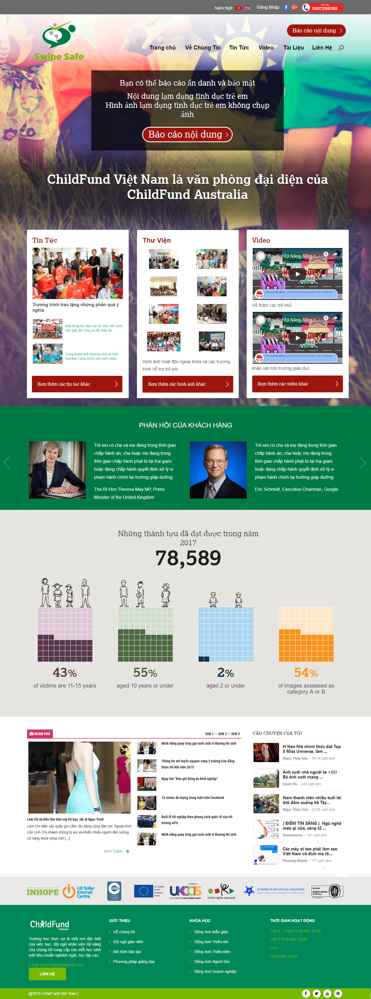 Ngôn Ngữ:
Đăng Nhập:
HOTLINE
0907299399
Báo cáo nội dung
Swipe Safe
Trang chủ
Về Chúng Tôi
Tin Tức
Video
Tài Liệu
Liên Hệ
Bạn có thể báo cáo ẩn danh và bảo mật
Nội dung lạm dụng tình dục trẻ em
Hình ảnh lạm dụng tình dục trẻ em không chụp
ảnh
Báo cáo nội dung
ChildFund Việt Nam là văn phòng đại diện của
ChildFund Australia
Tin Tức
Trương trình trao tặng những phần quà ý
nghĩa
Mùa trung thu năm nay tại VAS, bên cạnh
cảm giác ấm cúng và sắc màu c&...
Trong khuôn khổ chương trình hè VAS
Summer Camp 2018, bên cạnh c&aa..
Xem thêm các tin tức khác
Thư Viện
Hình ảnh hoạt độn ngoại khóa và các trương
trình hỗ trợ trẻ em
Xem thêm các hình ảnh khác
Video
Dạy Trẻ Kỹ Năng Sống |
Về thăm các trẻ nhỏ
Dạy Trẻ Kỹ Năng Sống |
khảo sát môi trường giáo dục
Xem thêm các video khác
PHẢN HỒI CỦA KHÁCH HÀNG
Trẻ em có cha và mẹ đang trong thời gian
chấp hành án; cha hoặc mẹ đang trong
thời gian chấp hành phạt tù tại trại giam
hoặc đang chấp hành quyết định xử lý vi
phạm hành chính tại trường giáp dưỡng.
The Rt Hon Theresa May MP, Prime
Minister of the United Kingdom
Trẻ em có cha và mẹ đang trong thời gian
chấp hành án; cha hoặc mẹ đang trong
thời gian chấp hành phạt tù tại trại giam
hoặc đang chấp hành quyết định xử lý vi
phạm hành chính tại trường giáp dưỡng.
Eric Schmidt, Executive Chairman, Google
Những thành tựu đã đạt được trong năm
2017
78,589
43%
of victims are 11-15 years
55%
aged 10 years or under
2%
aged 2 or under
54%
of images assessed as
category A or B
KHÁM PHÁ
SUB 1 // SUB 2 // SUB 3
Linh Chi bị hiểu lầm diện váy hở bạo, lấn át Ngọc Trinh
Linh Chi diện váy quây gợi cảm, đọ dáng cùng đàn chị. Ngoại hình
của Linh Chi nhanh chóng bị soi và khiến nhiều người lầm tưởng
cô nàng khoe vòng một [...]
Xem Thêm
Minh Hằng quay lưng gạt nước mắt vì thương thí sinh
Thông tin xét tuyển nguyện vọng 2 trường Cao đẳng
Dược Hà Nội năm 2015
Ngày hội "Đón gió Đông du khởi nghiệp"
10 status ấn tượng trong tuần trên Facebook
Buổi lễ tốt nghiệp theo phong cách quốc tế của HS
trường APU
Minh Hằng quay lưng gạt nước mắt vì thương thí sinh
CÂU CHUYỆN CỦA TÔI
H'Hen Niê chính thức đạt Top
5 Miss Universe, làm ...
Ngọc Thúy Sún • 54.1K lượt xem
Ảnh cưới nhà người ta =))))
Bộ ảnh cưới mang ...
Quan Vũ • 243 lượt xem
Nam thanh niên nhiều tuổi lái
ôtô đâm xuống hồ Tây...
Ngọc Thúy Sún • 22.5K lượt xem
[ ĐIỂM TIN SÁNG ] Ngủ nghê
méo gì nữa, sáng t2 ...
Anonymous • 161 lượt xem
Các mày ơi tao phải làm sao
Việt Nam vô địch mẹ rồ...
Phương khanh • 171 lượt xem
INHOPE
UK Safer
Internet
Centre
CEOP
Co-funded
by the
European
Union
A MEMBER OF
UKCCIS
UK COUNCIL FOR CHILD INTERNET SAFETY
child rights connect
EUROPEAN FINANCIAL COALITION
against Commercial Sexual Exploitation of Children Online
ISO 27001
BUREAU VERITAS
Certification
ChildFund
Vietnam
Trường học thực sự là một nơi đặc biệt
của việc học. đội ngũ nhân viên tài năng
của chúng tôi cung cấp cho mỗi học sinh
một tiêu chuẩn nghiêm ngặt, học tập cao.
Email: baotrung304@gmail.com
LIÊN HỆ
GIỚI THIỆU
Về chúng tôi
Đội ngũ giáo viên
Mô hình đào tạo
Phương pháp giảng dạy
KHÓA HỌC
Tiếng Anh Mẫu giáo
Tiếng Anh Thiếu nhi
Tiếng Anh Thiếu niên
Tiếng Anh Người lớn
Tiếng Anh Doanh nghiệp
THỜI GIAN HOẠT ĐỘNG
Thứ 2 - Thứ 6 9:00 đến 21:00
Thứ 7 9:00 đến 18:00
Chủ nhật: NGHỈ
@2015 ChildFund Việt Nam |